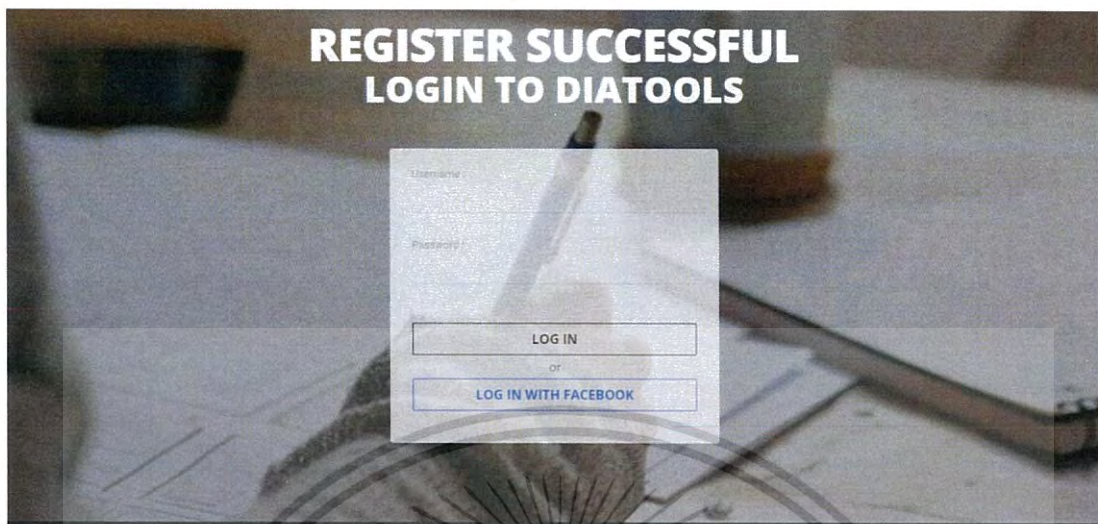 REGISTER SUCCESSFUL
LOGIN TO DIATOOLS
Username :
Password :
LOG IN
or
LOG IN WITH FACEBOOK